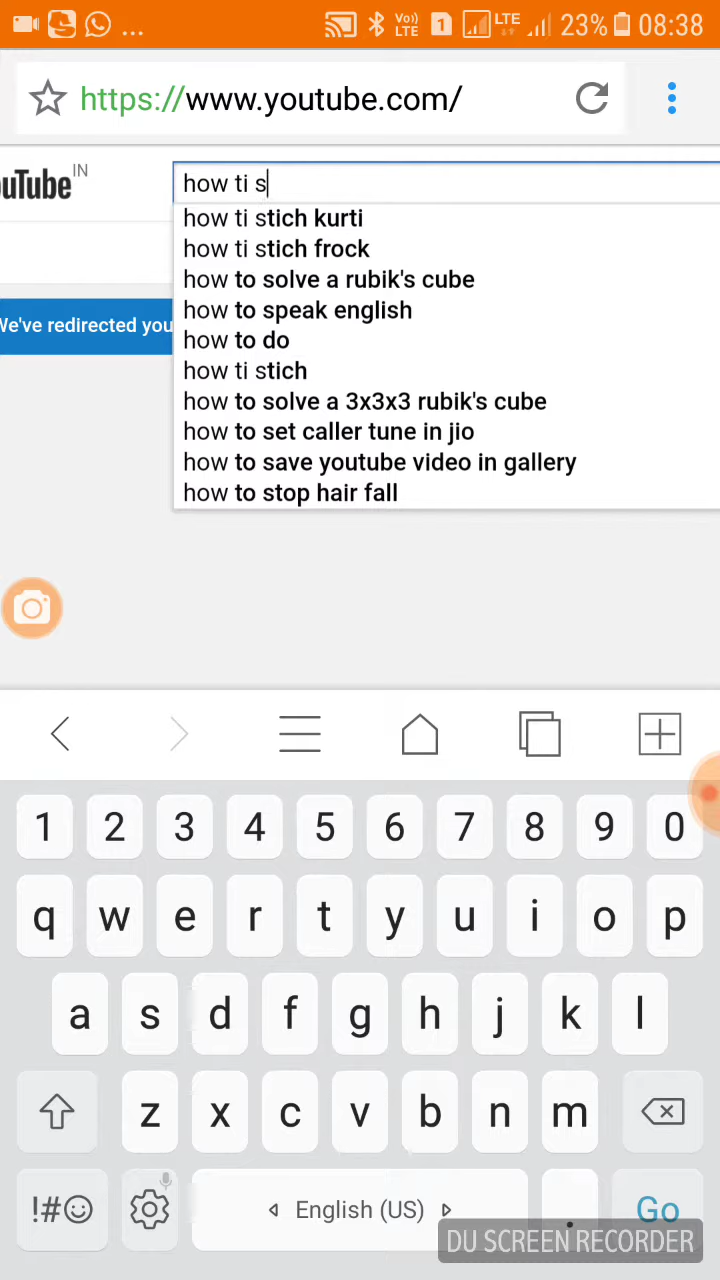 ... Vo)) LTE 1 LTE 23% 08:38
https://www.youtube.com/
uTube IN
how ti s
how ti stich kurti
how ti stich frock
how to solve a rubik's cube
We've redirected you
how to speak english
how to do
how ti stich
how to solve a 3x3x3 rubik's cube
how to set caller tune in jio
how to save youtube video in gallery
how to stop hair fall
1 2 3 4 5 6 7 8 9 0
q w e r t y u i o p
a s d f g h j k l
z x c v b n m
!#☺ English (US) . Go
DU SCREEN RECORDER